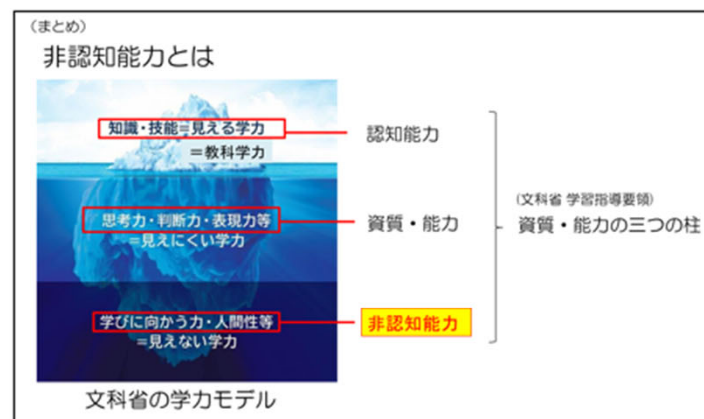 (まとめ)
非認知能力とは
知識・技能=見える学力
=教科学力
認知能力
思考力・判断力・表現力等
=見えにくい学力
資質・能力
(文科省 学習指導要領)
資質・能力の三つの柱
学びに向かう力・人間性等
=見えない学力
非認知能力
文科省の学力モデル